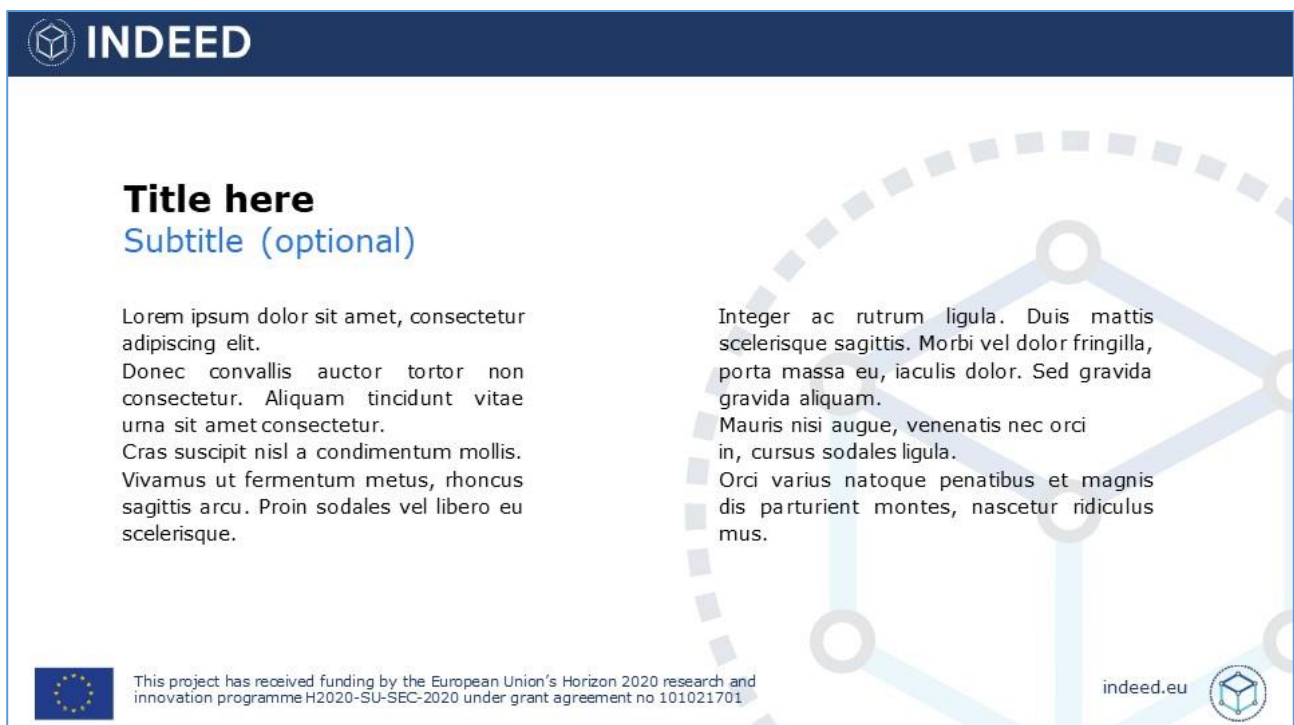 INDEED
Title here
Subtitle (optional)
Lorem ipsum dolor sit amet, consectetur
adipiscing elit.
Donec convallis auctor tortor non
consectetur. Aliquam tincidunt vitae
urna sit amet consectetur.
Cras suscipit nisl a condimentum mollis.
Vivamus ut fermentum metus, rhoncus
sagittis arcu. Proin sodales vel libero eu
scelerisque.
Integer ac rutrum ligula. Duis mattis
scelerisque sagittis. Morbi vel dolor fringilla,
porta massa eu, iaculis dolor. Sed gravida
gravida aliquam.
Mauris nisi augue, venenatis nec orci
in, cursus sodales ligula.
Orci varius natoque penatibus et magnis
dis parturient montes, nascetur ridiculus
mus.
This project has received funding by the European Union’s Horizon 2020 research and
innovation programme H2020-SU-SEC-2020 under grant agreement no 101021701
indeed.eu